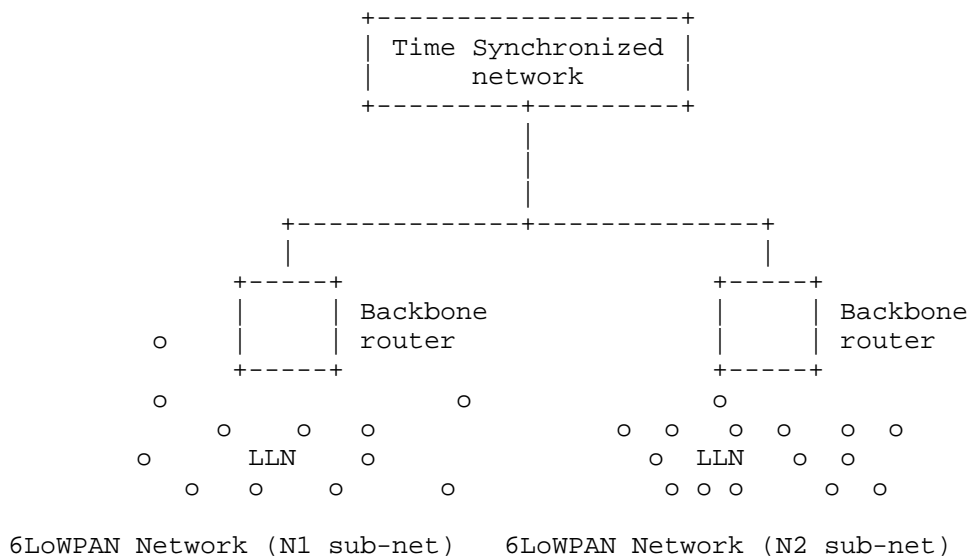 Time Synchronized
network
Backbone
router
Backbone
router
o
o o o
o o o o o o o o o
o LLN o o LLN o o
o o o o o o o o o
6LoWPAN Network (N1 sub-net) 6LoWPAN Network (N2 sub-net)